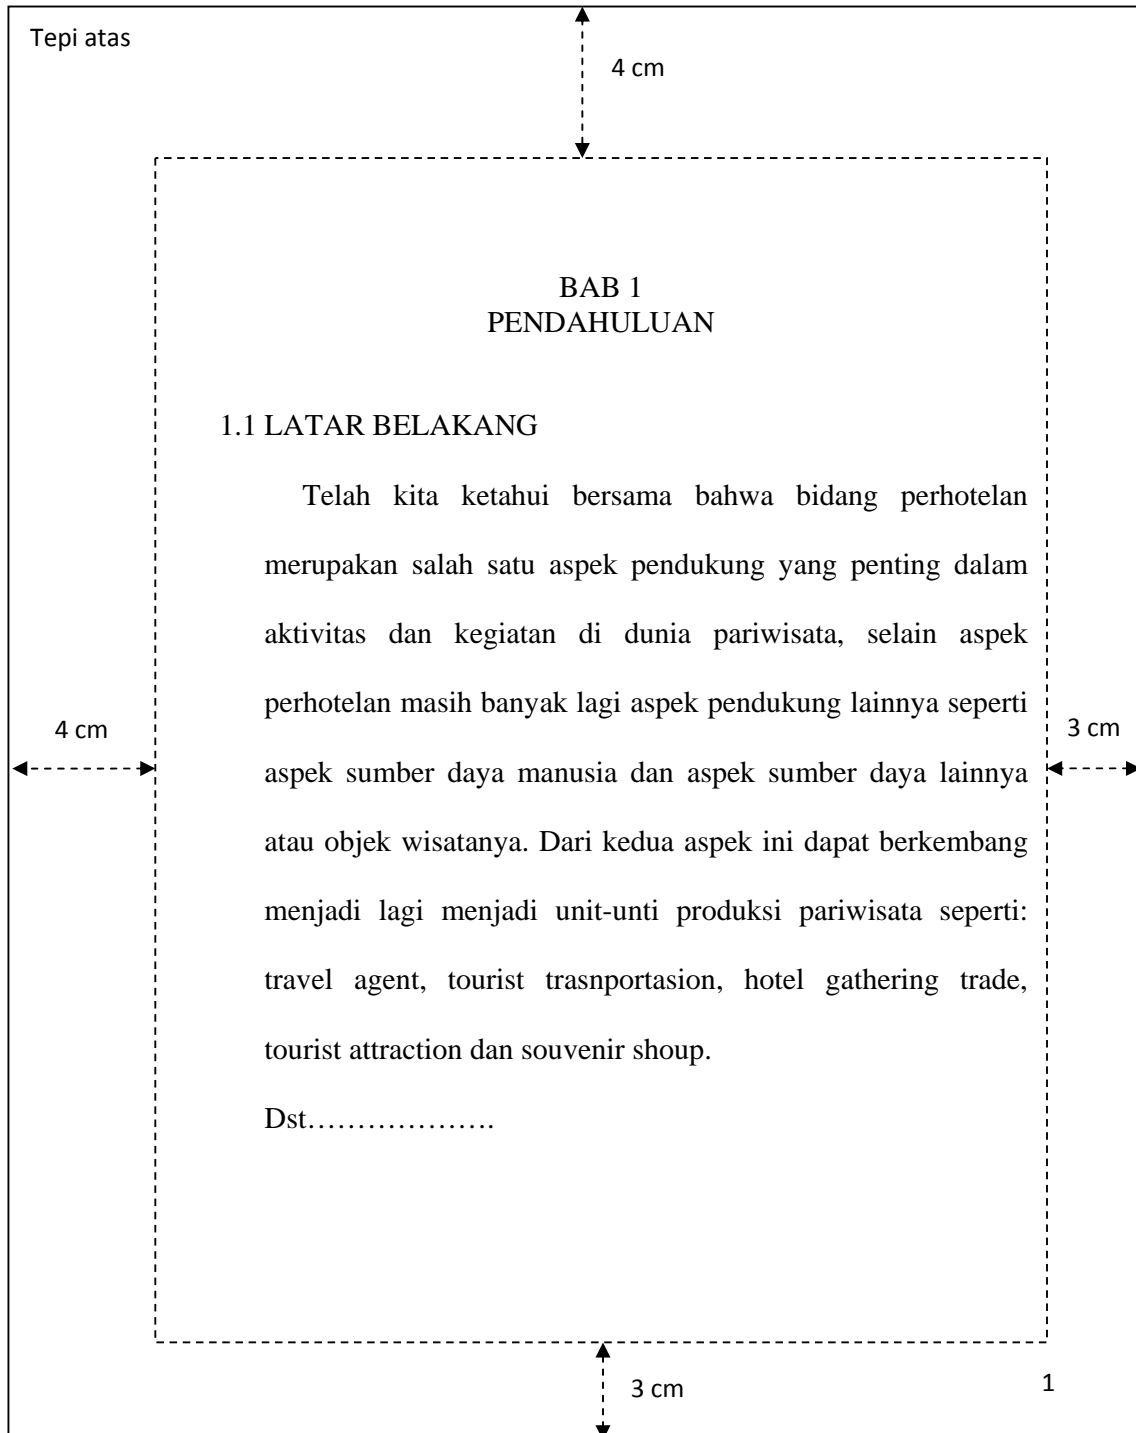 Tepi atas
4 cm
BAB 1
PENDAHULUAN
1.1 LATAR BELAKANG
Telah kita ketahui bersama bahwa bidang perhotelan
merupakan salah satu aspek pendukung yang penting dalam
aktivitas dan kegiatan di dunia pariwisata, selain aspek
perhotelan masih banyak lagi aspek pendukung lainnya seperti
4 cm
3 cm
aspek sumber daya manusia dan aspek sumber daya lainnya
atau objek wisatanya. Dari kedua aspek ini dapat berkembang
menjadi lagi menjadi unit-unti produksi pariwisata seperti:
travel agent, tourist trasnportasion, hotel gathering trade,
tourist attraction dan souvenir shoup.
Dst……………….
3 cm
1